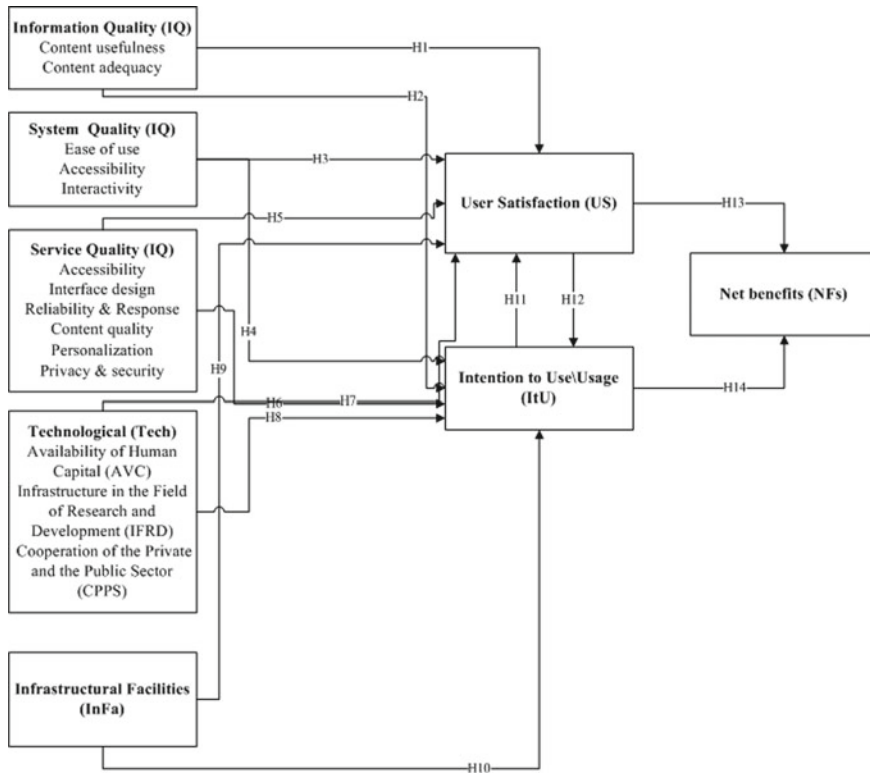 Information Quality (IQ)
Content usefulness
Content adequacy
System Quality (IQ)
Ease of use
Accessibility
Interactivity
Service Quality (IQ)
Accessibility
Interface design
Reliability & Response
Content quality
Personalization
Privacy & security
Technological (Tech)
Availability of Human
Capital (AVC)
Infrastructure in the Field
of Research and
Development (IFRD)
Cooperation of the Private
and the Public Sector
(CPPS)
Infrastructural Facilities
(InFa)
H1
H2
H3
H5
H4
H9
H6
H7
H8
H10
User Satisfaction (US)
H11
H12
Intention to Use\Usage
(ItU)
H13
H14
Net benefits (NFs)